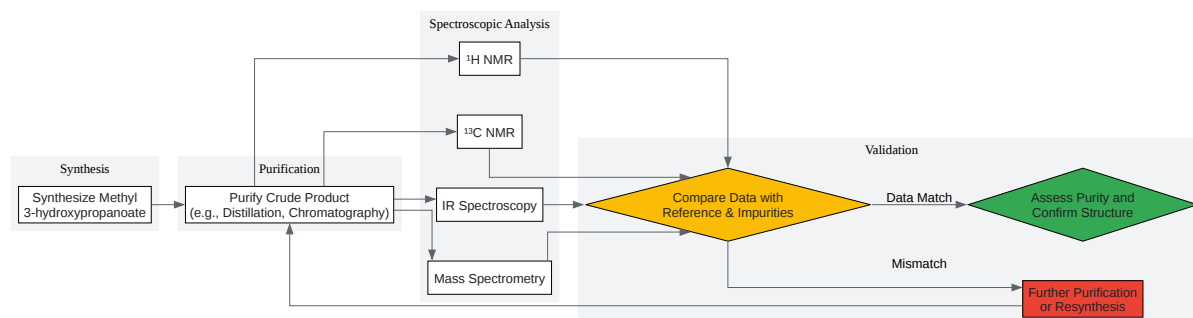 Synthesis
Synthesize Methyl
3-hydroxypropanoate
Purification
Purify Crude Product
(e.g., Distillation, Chromatography)
Spectroscopic Analysis
¹H NMR
¹³C NMR
IR Spectroscopy
Mass Spectrometry
Validation
Compare Data with
Reference & Impurities
Data Match
Assess Purity and
Confirm Structure
Mismatch
Further Purification
or Resynthesis